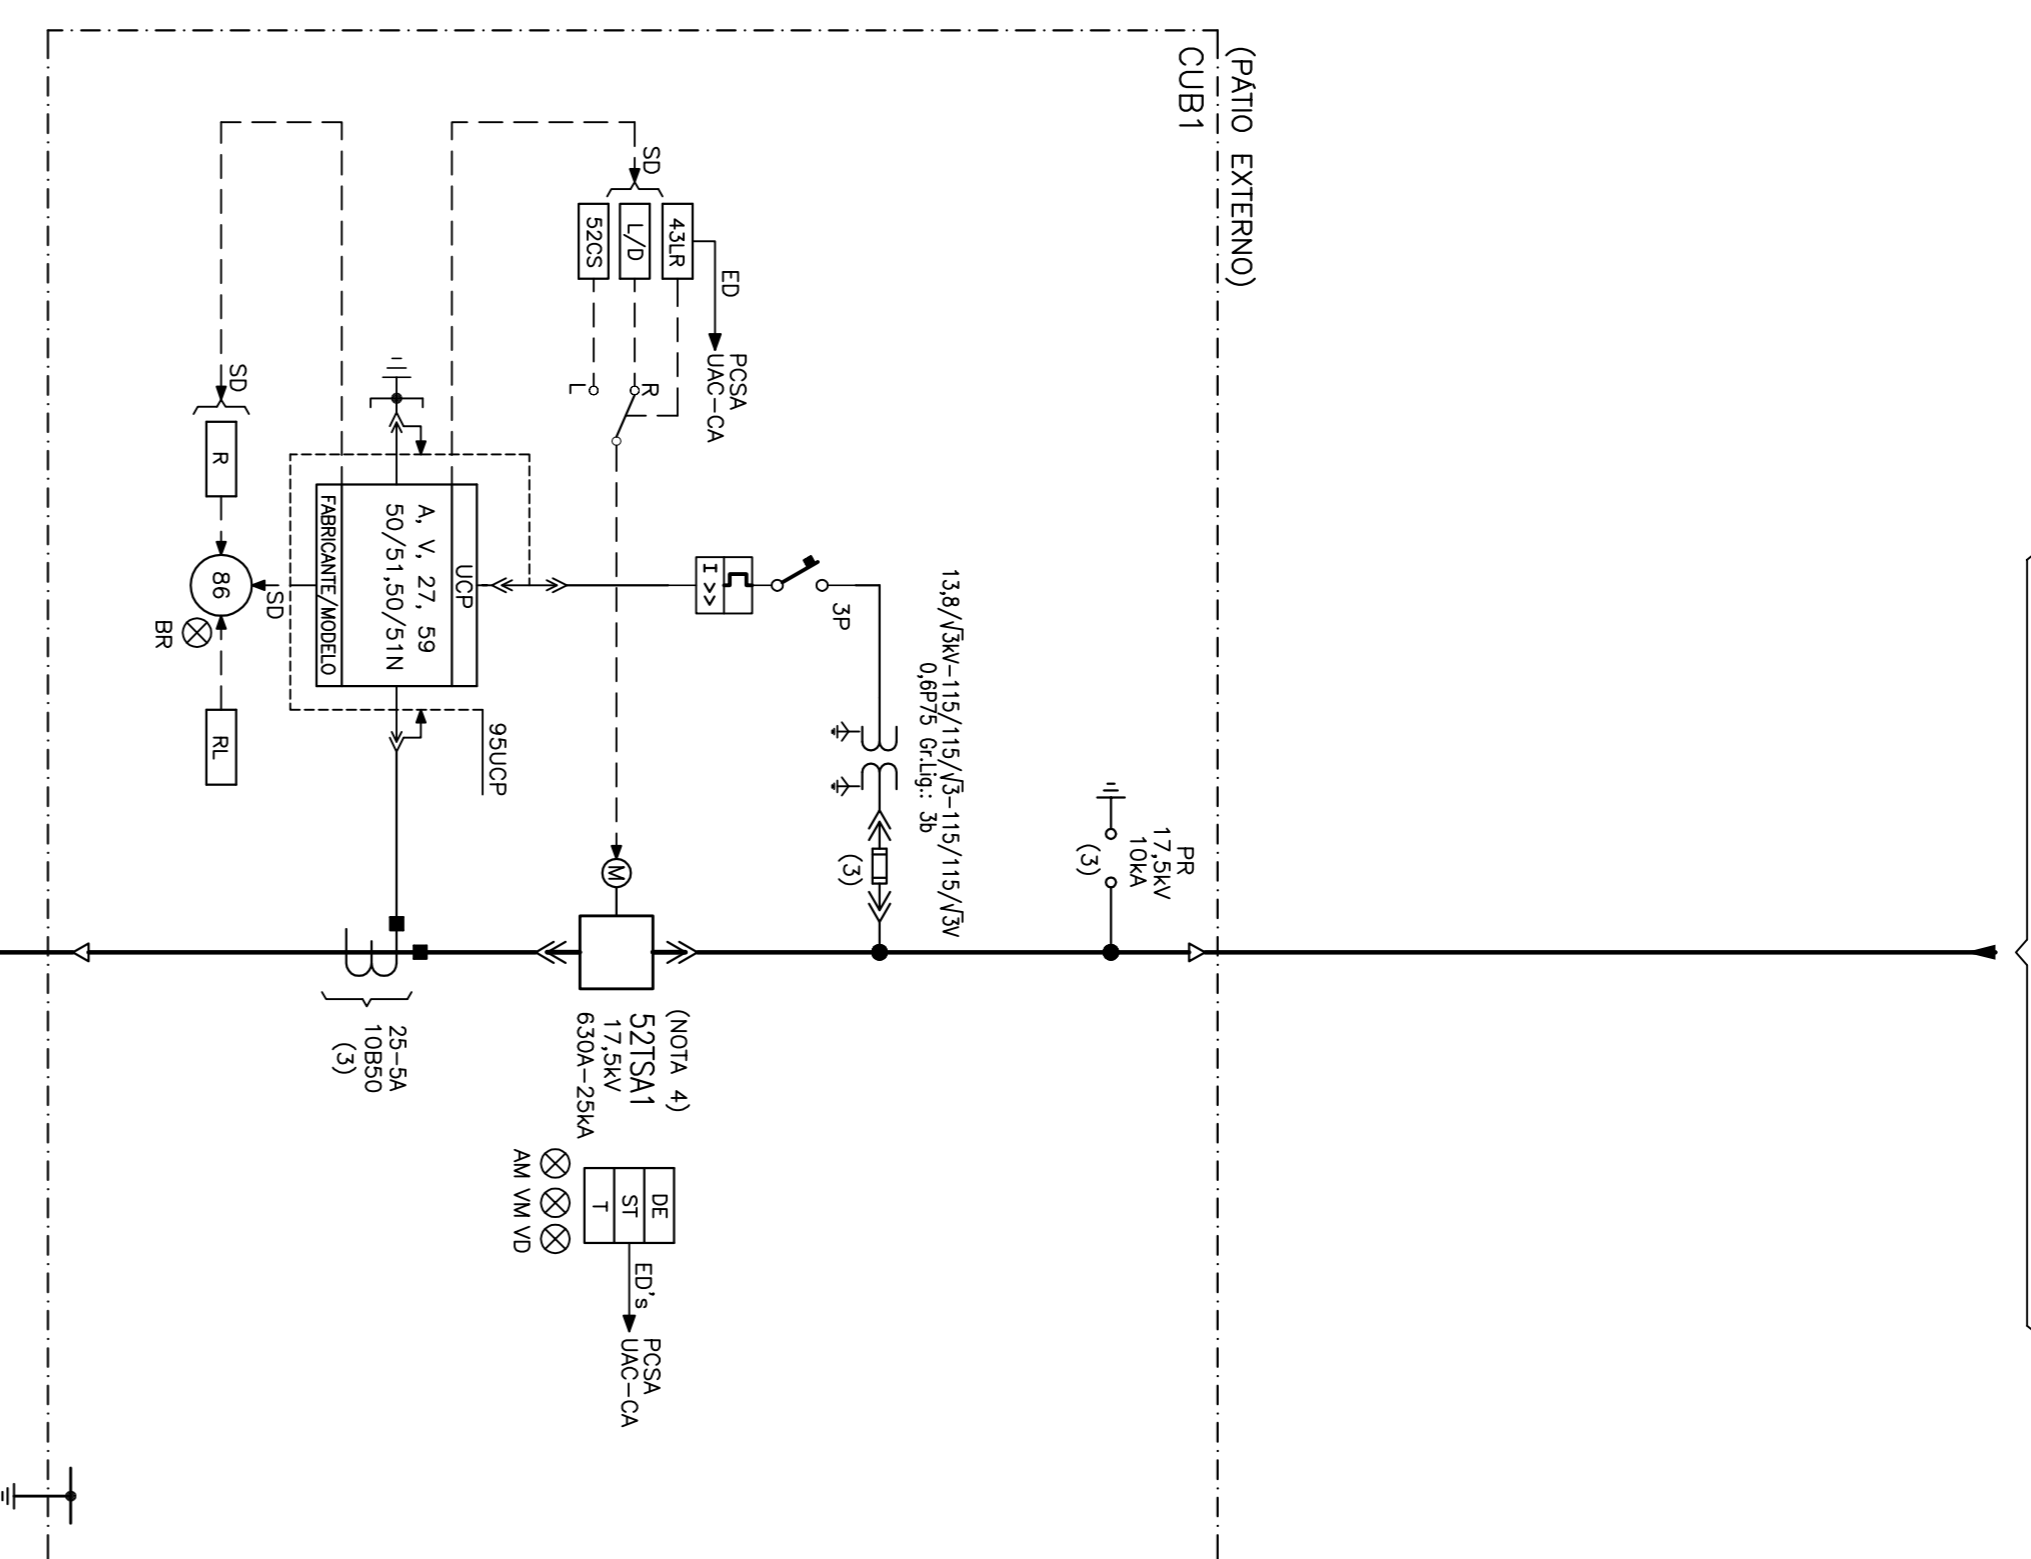 (PÁTIO EXTERNO)
CUB1
SD
43LR
L/D
52CS
ED
PCSA
UAC-CA
R
L
SD
R
86
SD
BR
RL
UCP
A, V, 27, 59
50/51,50/51N
FABRICANTE/MODELO
95UCP
I >>
3P
13,8/√3kV-115/115/√3-115/115/√3V
0,6P75 Gr.Lig.: 3b
(3)
PR
17,5kV
10kA
(3)
M
(NOTA 4)
52TSA1
17,5kV
630A-25kA
25-5A
10B50
(3)
DE
ST
T
AM VM VD
ED's
PCSA
UAC-CA